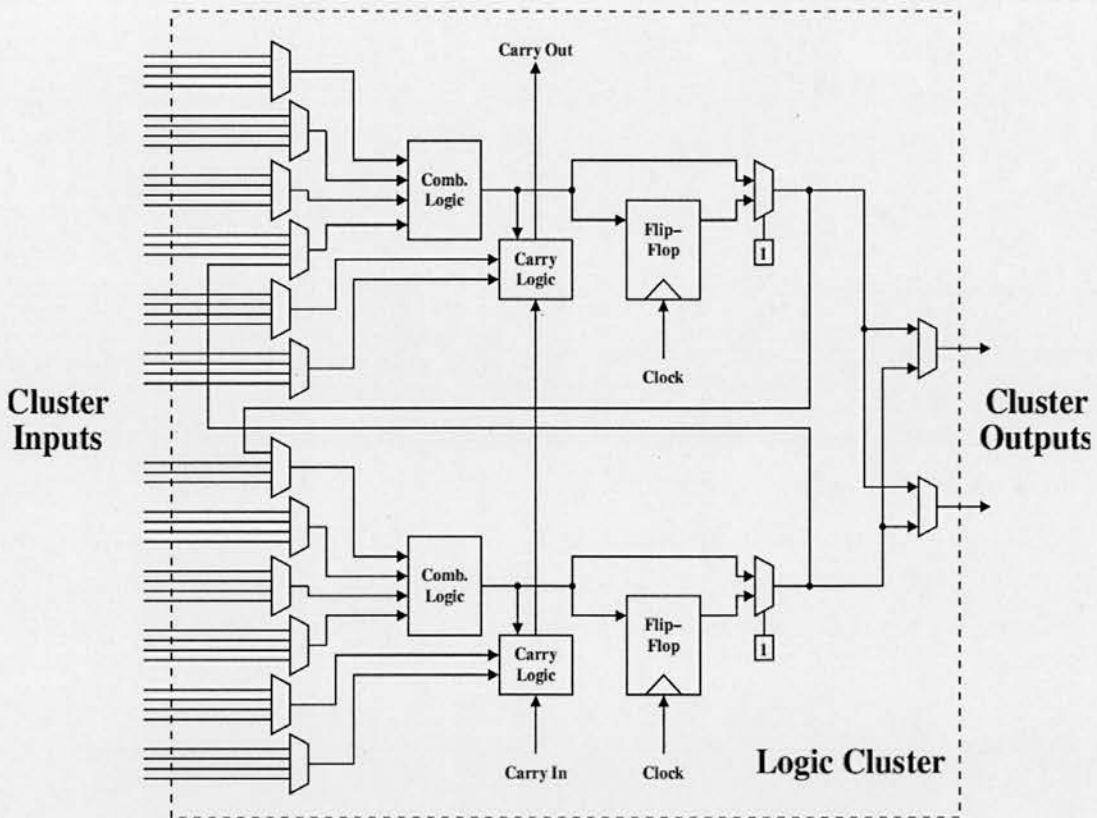 Carry Out
Comb.
Logic
Flip–
Flop
Carry
Logic
1
Clock
Cluster
Inputs
Cluster
Outputs
Comb.
Logic
Flip–
Flop
Carry
Logic
1
Carry In
Clock
Logic Cluster